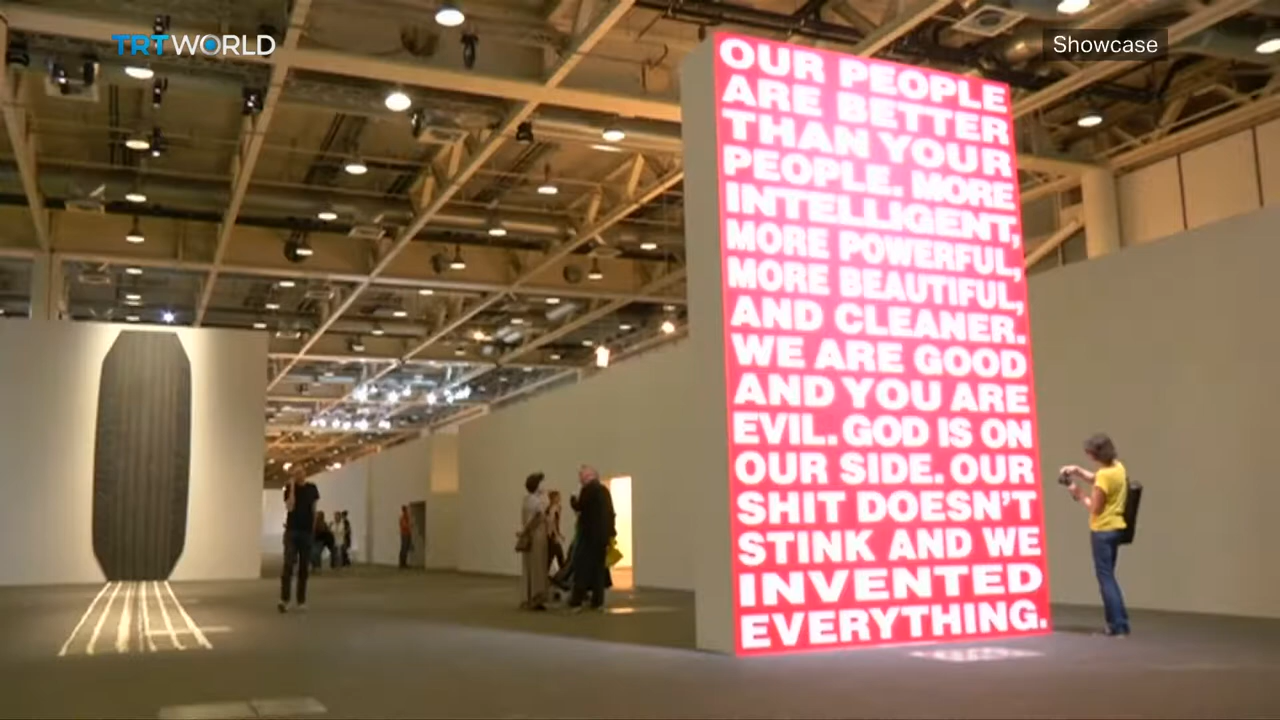 TRTWORLD
Showcase
OUR PEOPLE
ARE BETTER
THAN YOUR
PEOPLE. MORE
INTELLIGENT,
MORE POWERFUL,
MORE BEAUTIFUL,
AND CLEANER.
WE ARE GOOD
AND YOU ARE
EVIL. GOD IS ON
OUR SIDE. OUR
SHIT DOESN'T
STINK AND WE
INVENTED
EVERYTHING.